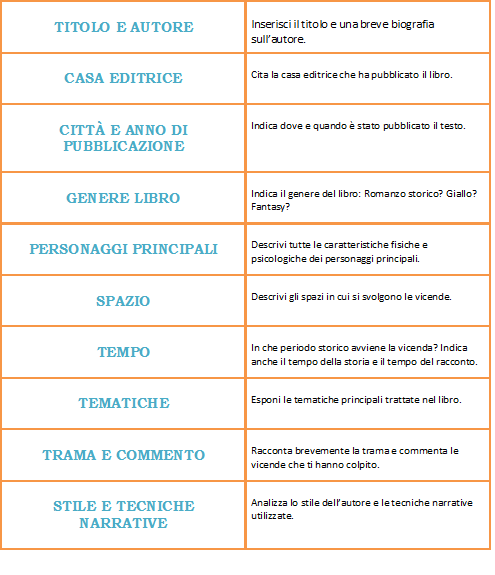 TITOLO E AUTORE
Inserisci il titolo e una breve biografia
sull'autore.
CASA EDITRICE
Cita la casa editrice che ha pubblicato il libro.
CITTÀ E ANNO DI
PUBBLICAZIONE
Indica dove e quando è stato pubblicato il testo.
GENERE LIBRO
Indica il genere del libro: Romanzo storico? Giallo?
Fantasy?
PERSONAGGI PRINCIPALI
Descrivi tutte le caratteristiche fisiche e
psicologiche dei personaggi principali.
SPAZIO
Descrivi gli spazi in cui si svolgono le vicende.
TEMPO
In che periodo storico avviene la vicenda? Indica
anche il tempo della storia e il tempo del racconto.
TEMATICHE
Esponi le tematiche principali trattate nel libro.
TRAMA E COMMENTO
Racconta brevemente la trama e commenta le
vicende che ti hanno colpito.
STILE E TECNICHE
NARRATIVE
Analizza lo stile dell'autore e le tecniche narrative
utilizzate.